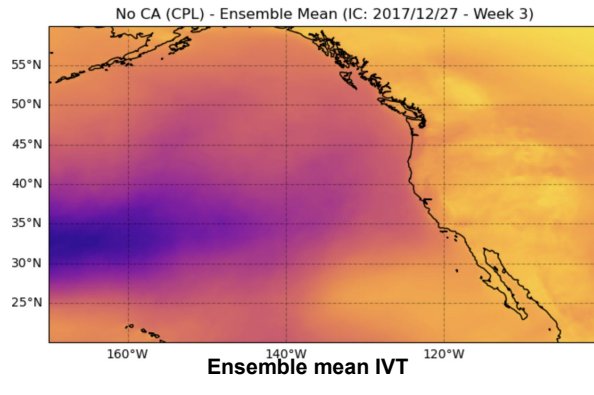 No CA (CPL) - Ensemble Mean (IC: 2017/12/27 - Week 3)
55°N
50°N
45°N
40°N
35°N
30°N
25°N
160°W 140°W 120°W
Ensemble mean IVT